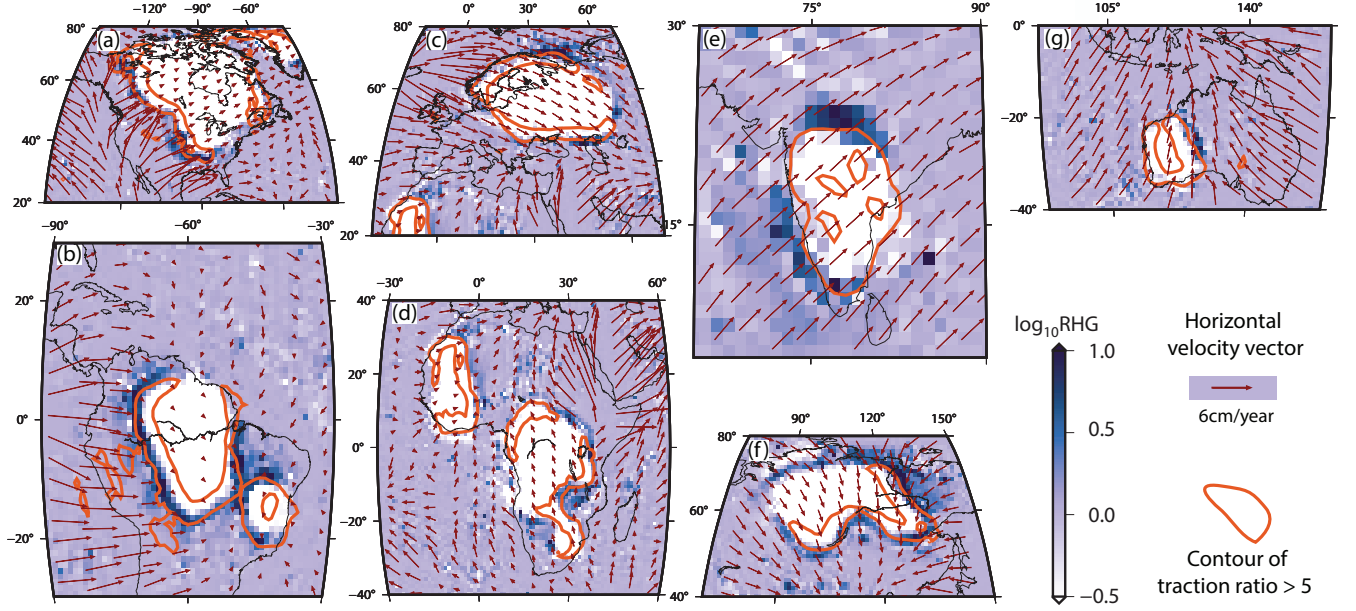 −120° −90° −60°
80°
(a)
60°
40°
20°
30° 60°
0°
80°
(c)
60°
40°
20°
75° 90°
30°
(e)
15°
105° 140°
0°
(g)
−20°
−40°
−90° −60° −30°
(b)
20°
0°
−20°
−30° 0° 30° 60°
40°
(d)
20°
0°
−20°
−40°
90° 120° 150°
80°
(f)
60°
40°
log10RHG
1.0
0.5
0.0
−0.5
Horizontal
velocity vector
6cm/year
Contour of
traction ratio > 5